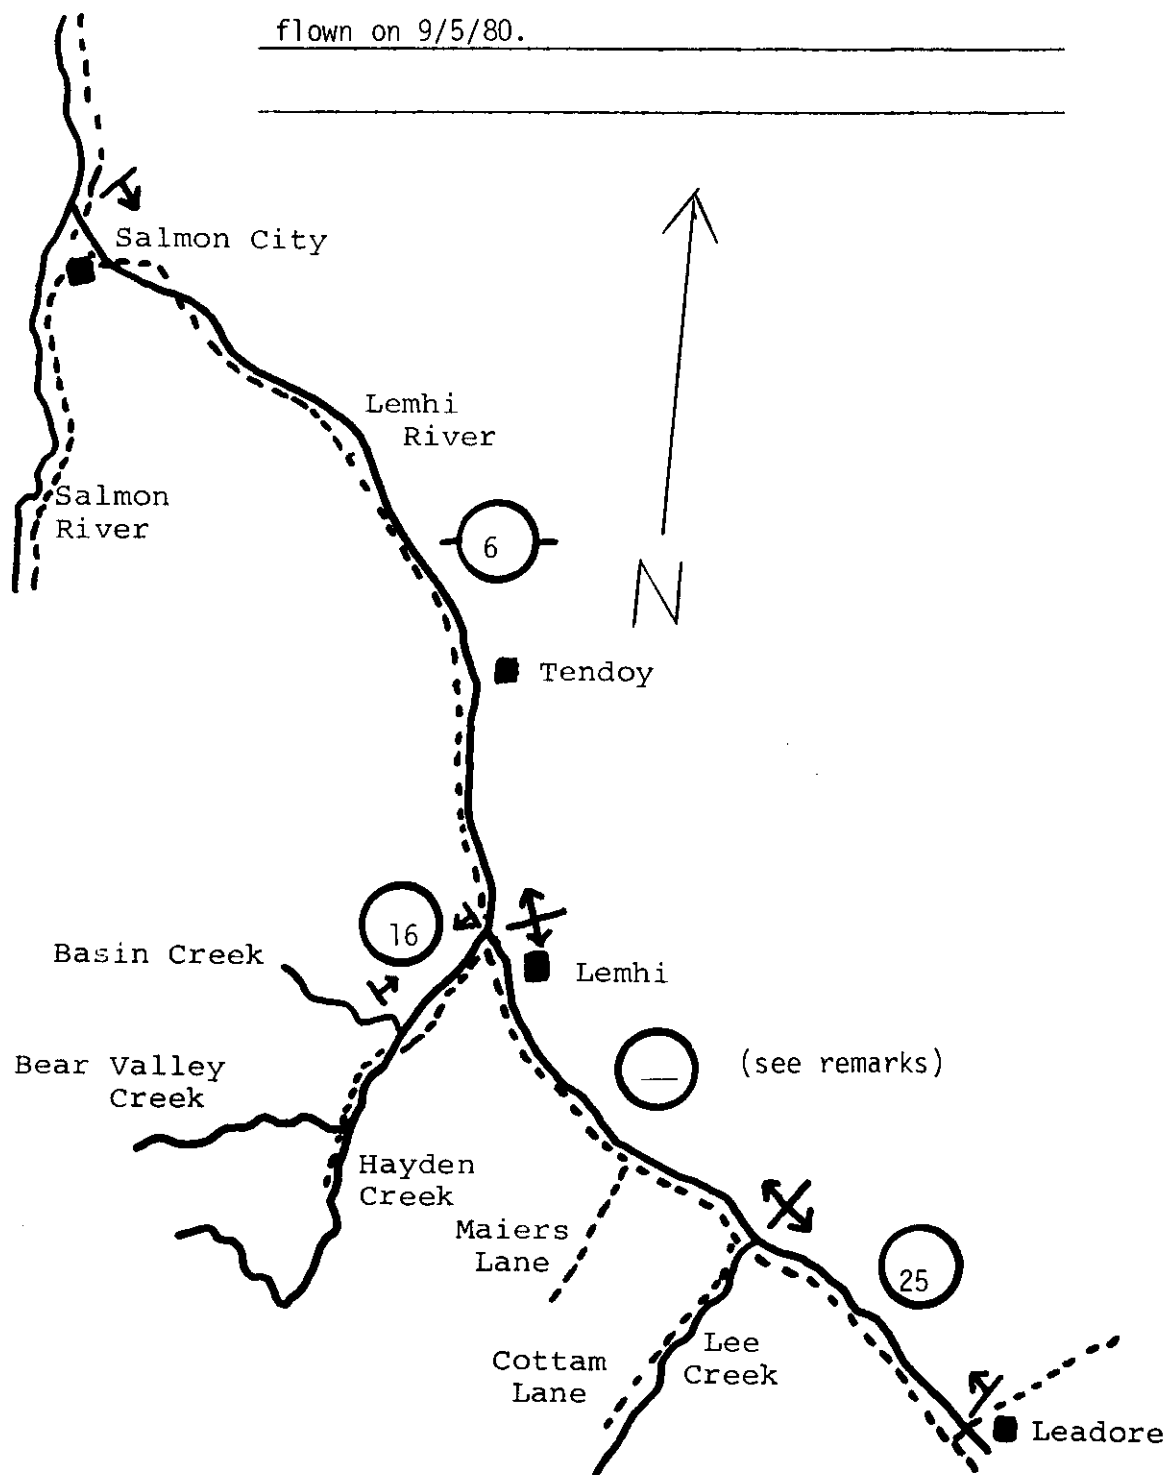 flown on 9/5/80.
Salmon City
Lemhi
River
Salmon
River
6
N
Tendoy
16
Basin Creek
Lemhi
Bear Valley
Creek
(see remarks)
Hayden
Creek
Maiers
Lane
25
Cottam
Lane
Lee
Creek
Leadore